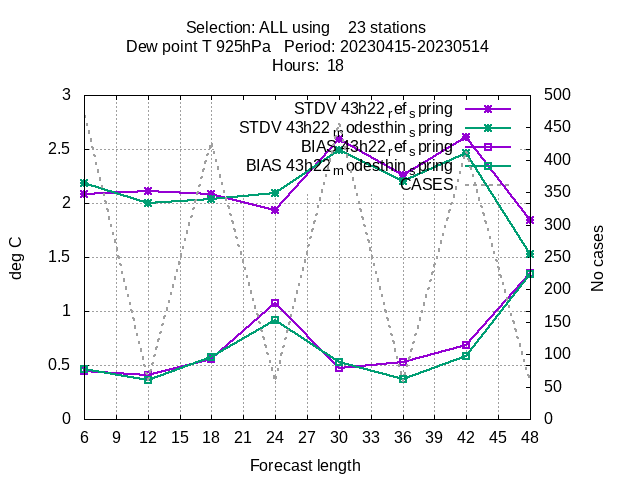 Selection: ALL using 23 stations
Dew point T 925hPa Period: 20230415-20230514
Hours: 18
STDV 43h22_ref_spring
STDV 43h22_modesthin_spring
BIAS 43h22_ref_spring
BIAS 43h22_modesthin_spring
CASES
deg C
0 0.5 1 1.5 2 2.5 3
No cases
0 50 100 150 200 250 300 350 400 450 500
6 9 12 15 18 21 24 27 30 33 36 39 42 45 48
Forecast length